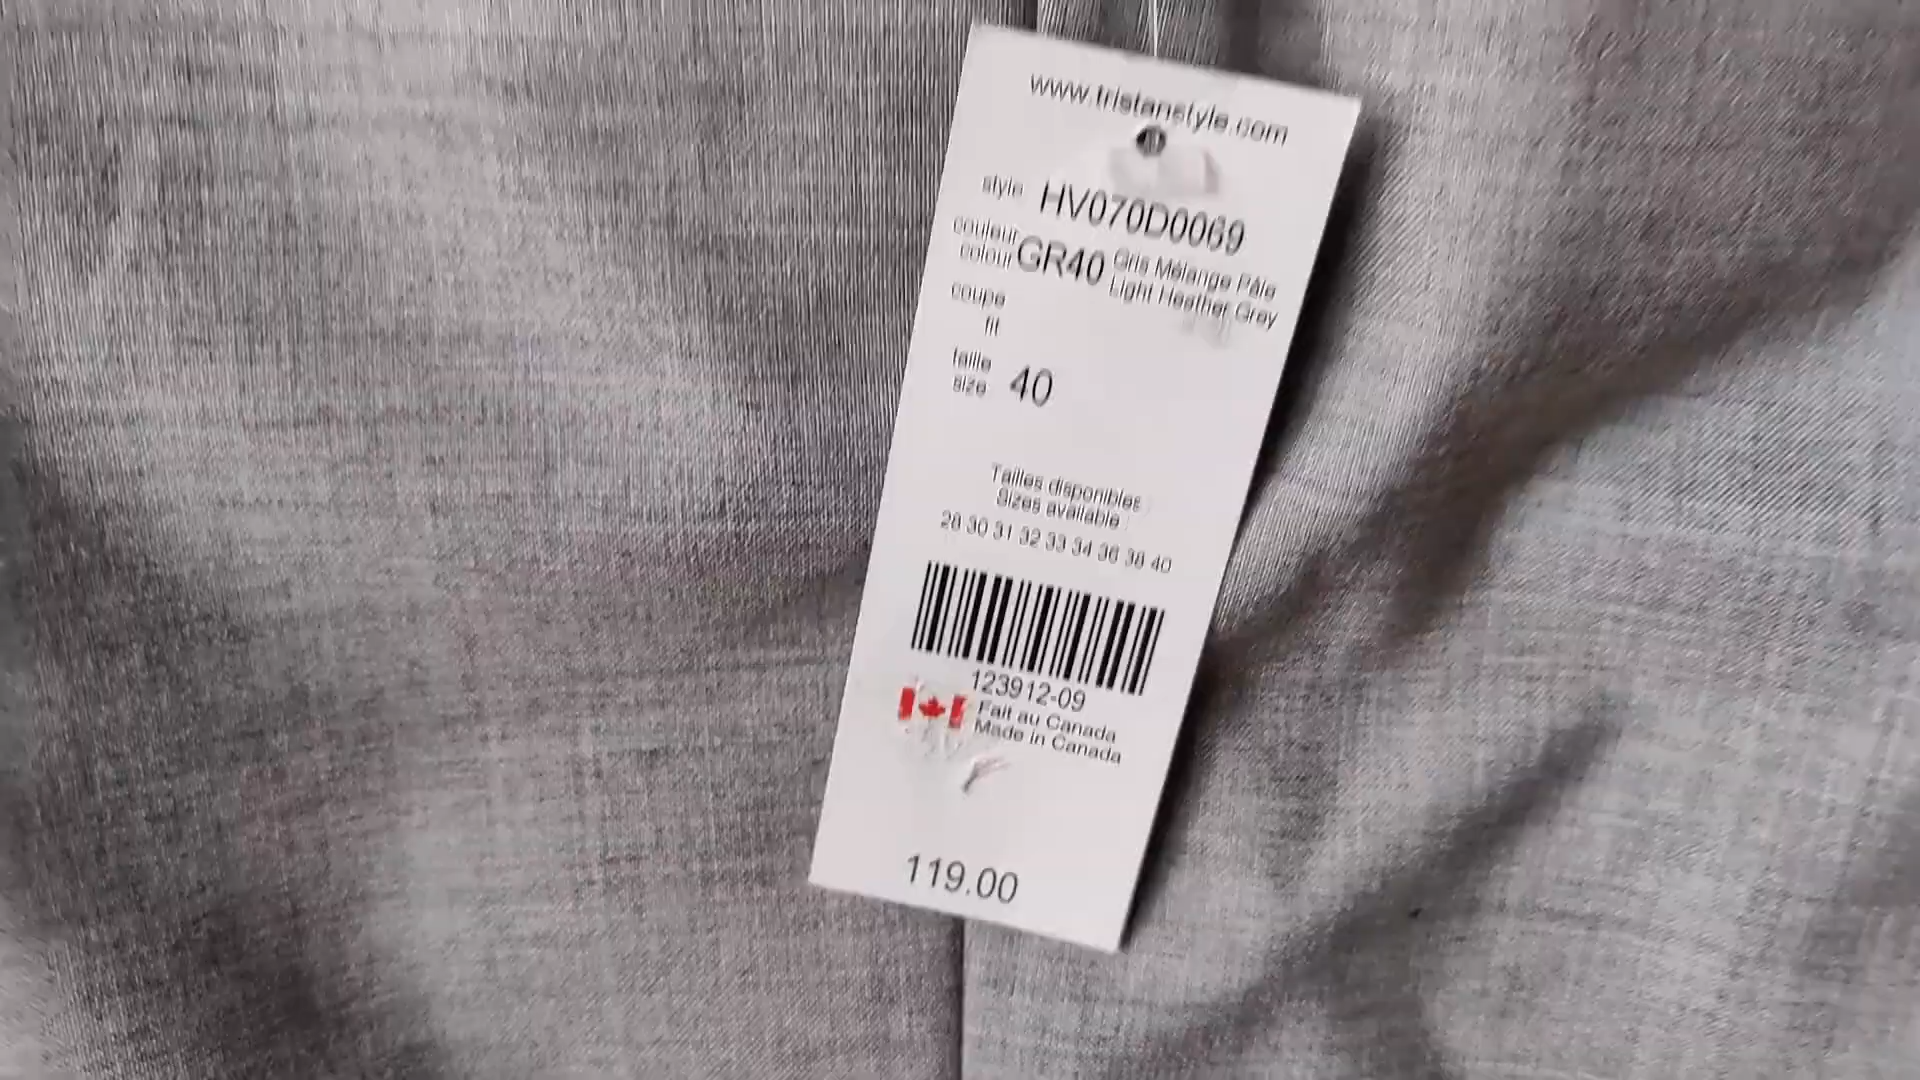 www.tristanstyle.com
style HV070D0069
couleur
colour GR40 Gris Mélange Pâle
Light Heather Grey
coupe
fit
taille
size 40
Tailles disponibles :
Sizes available :
28 30 31 32 33 34 36 38 40
123912-09
Fait au Canada
Made in Canada
119.00